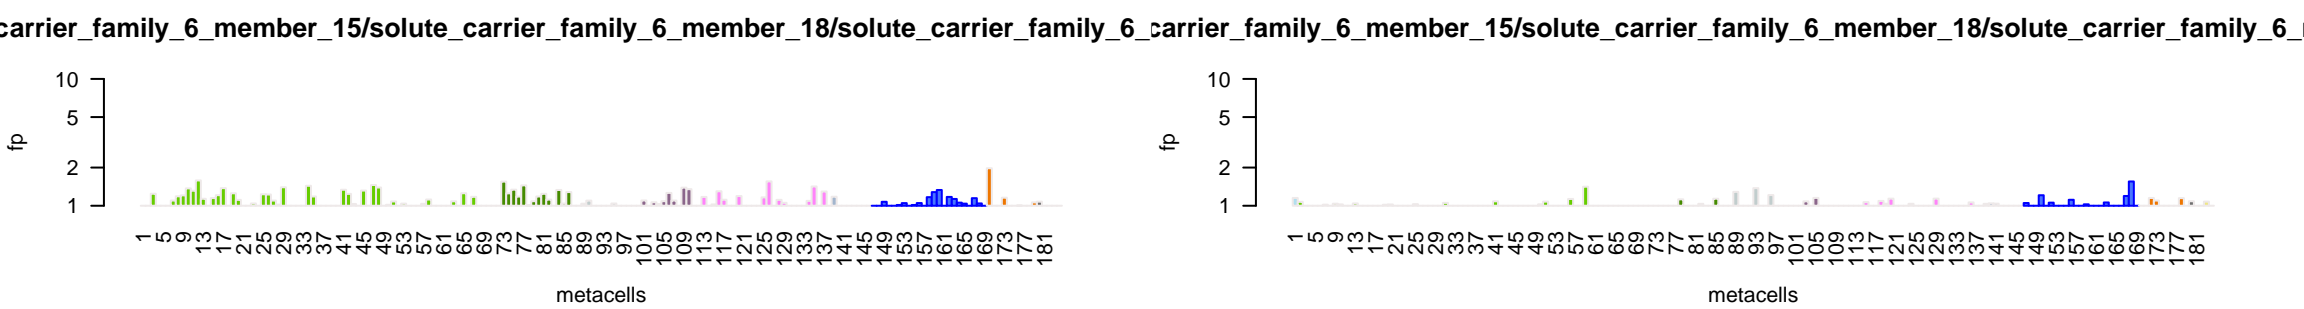 carrier_family_6_member_15/solute_carrier_family_6_member_18/solute_carrier_family_6_
carrier_family_6_member_15/solute_carrier_family_6_member_18/solute_carrier_family_6_
10
5
2
1
fp
1 5 9 13 17 21 25 29 33 37 41 45 49 53 57 61 65 69 73 77 81 85 89 93 97 101 105 109 113 117 121 125 129 133 137 141 145 149 153 157 161 165 169 173 177 181
metacells
10
5
2
1
fp
1 5 9 13 17 21 25 29 33 37 41 45 49 53 57 61 65 69 73 77 81 85 89 93 97 101 105 109 113 117 121 125 129 133 137 141 145 149 153 157 161 165 169 173 177 181
metacells